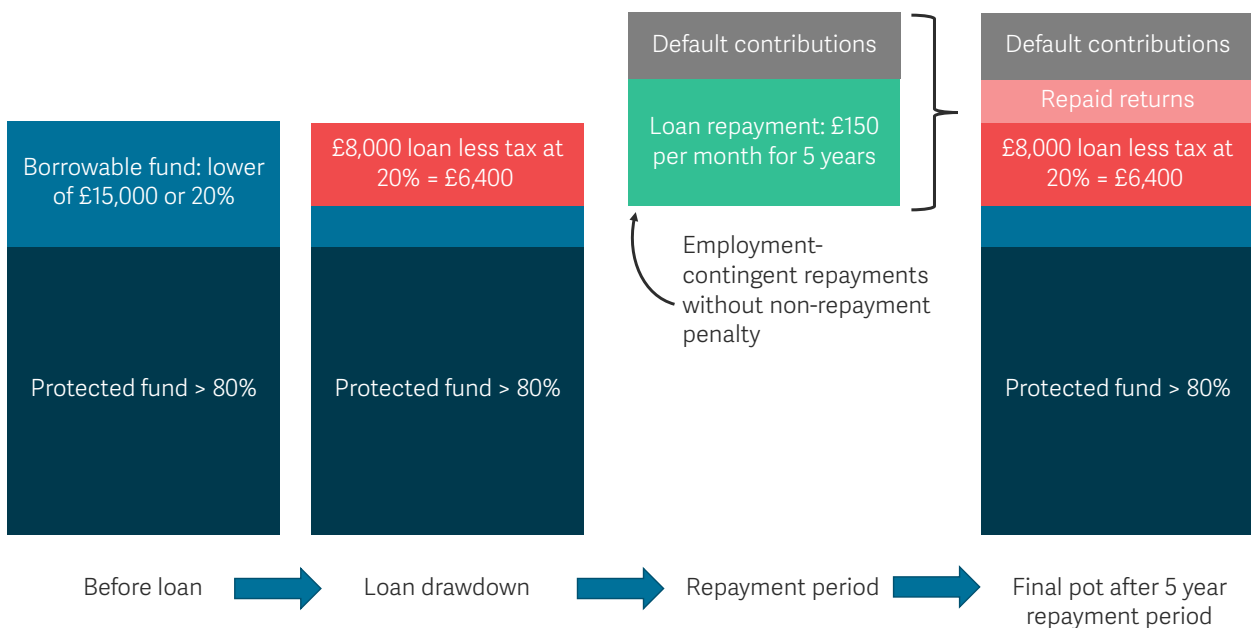 Borrowable fund: lower
of £15,000 or 20%
Protected fund > 80%
£8,000 loan less tax at
20% = £6,400
Protected fund > 80%
Default contributions
Loan repayment: £150
per month for 5 years
Employment-
contingent repayments
without non-repayment
penalty
Default contributions
Repaid returns
£8,000 loan less tax at
20% = £6,400
Protected fund > 80%
Before loan
Loan drawdown
Repayment period
Final pot after 5 year
repayment period